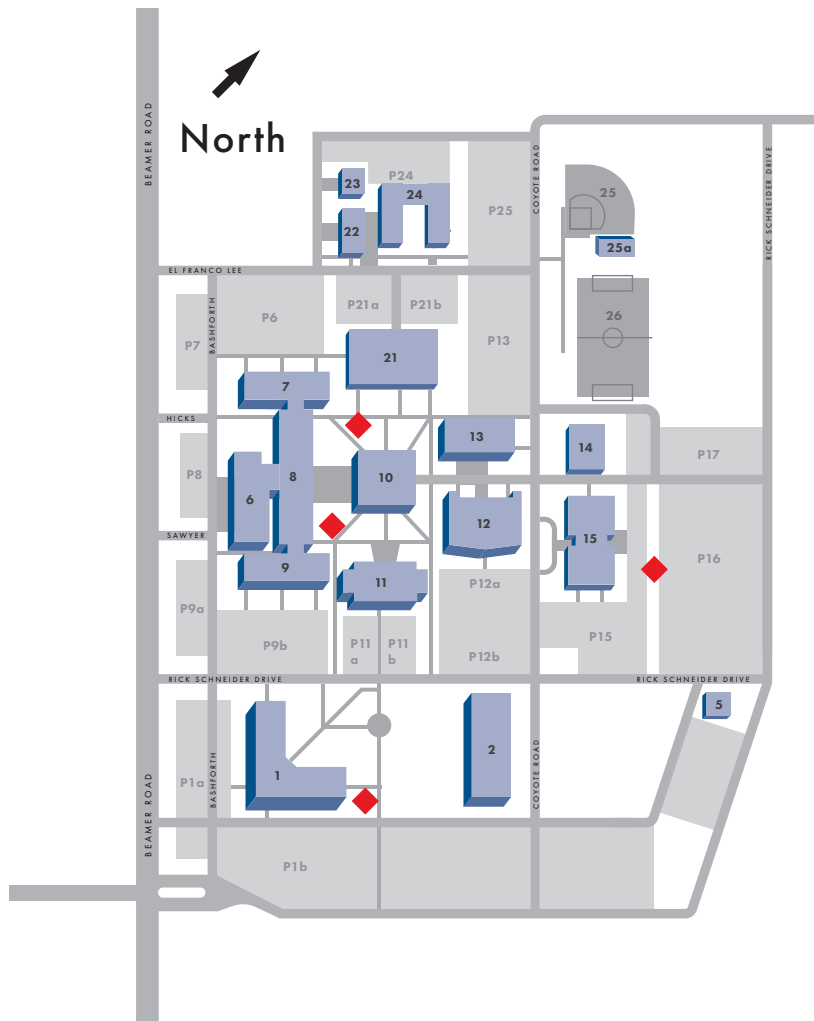 North
BEAMER ROAD
COYOTE ROAD
RICK SCHNEIDER DRIVE
P24
23
24
22
P25
25
25a
EL FRANCO LEE
BASHFORTH
P6
P7
P21a
P21b
P13
26
21
7
HICKS
13
14
P17
P8
6
8
10
12
15
P16
SAWYER
9
11
P9a
P12a
P9b
P11
a
P11
b
P12b
P15
RICK SCHNEIDER DRIVE
RICK SCHNEIDER DRIVE
5
1
2
P1a
BASHFORTH
COYOTE ROAD
BEAMER ROAD
P1b